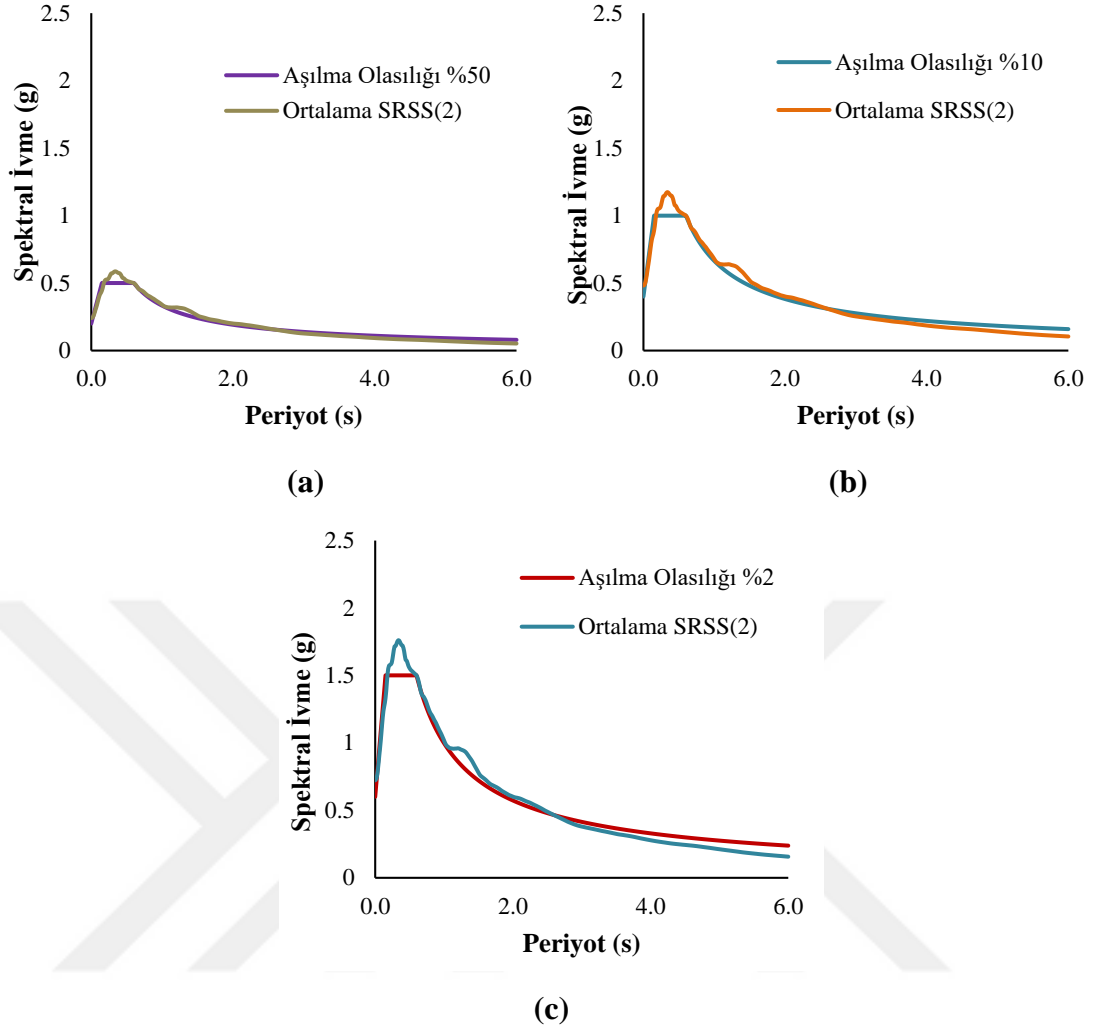 2.5
2
1.5
1
0.5
0
0.0 2.0 4.0 6.0
Spektral İvme (g)
Periyot (s)
Aşılma Olasılığı %50
Ortalama SRSS(2)
(a)
2.5
2
1.5
1
0.5
0
0.0 2.0 4.0 6.0
Spektral İvme (g)
Periyot (s)
Aşılma Olasılığı %10
Ortalama SRSS(2)
(b)
2.5
2
1.5
1
0.5
0
0.0 2.0 4.0 6.0
Spektral İvme (g)
Periyot (s)
Aşılma Olasılığı %2
Ortalama SRSS(2)
(c)